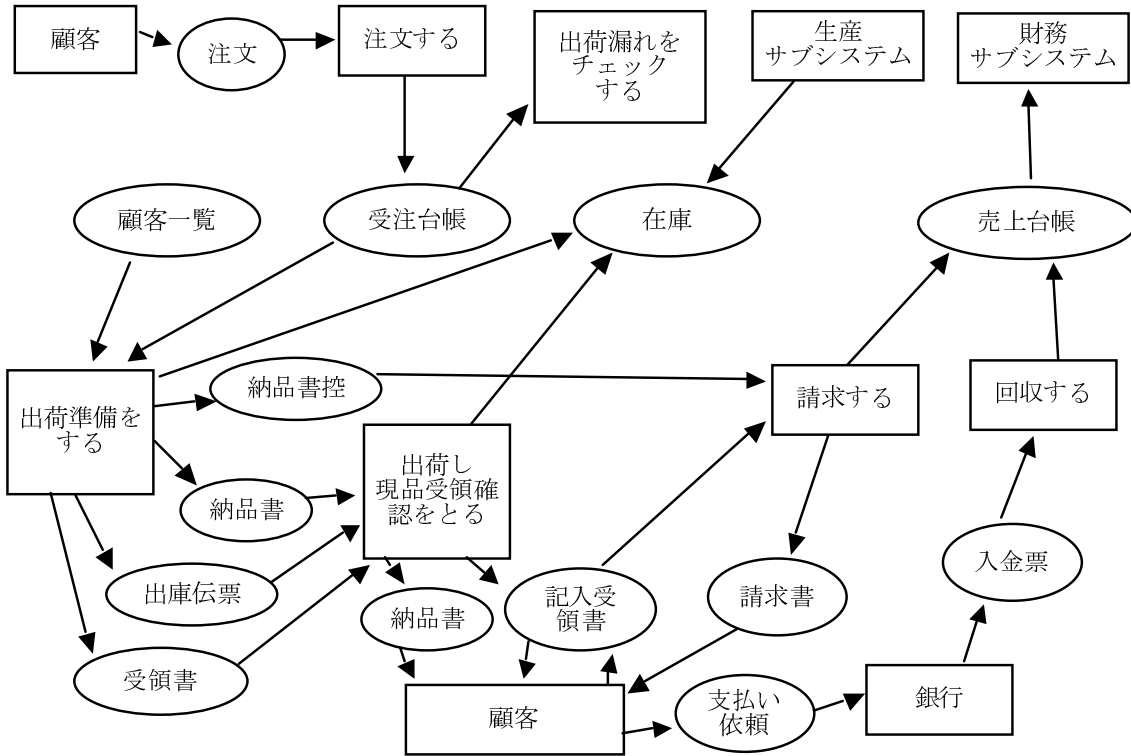 顧客
注文
注文する
出荷漏れを
チェック
する
生産
サブシステム
財務
サブシステム
顧客一覧
受注台帳
在庫
売上台帳
出荷準備を
する
納品書控
請求する
回収する
納品書
出荷し
現品受領確
認をとる
出庫伝票
受領書
納品書
記入受
領書
請求書
入金票
顧客
支払い
依頼
銀行